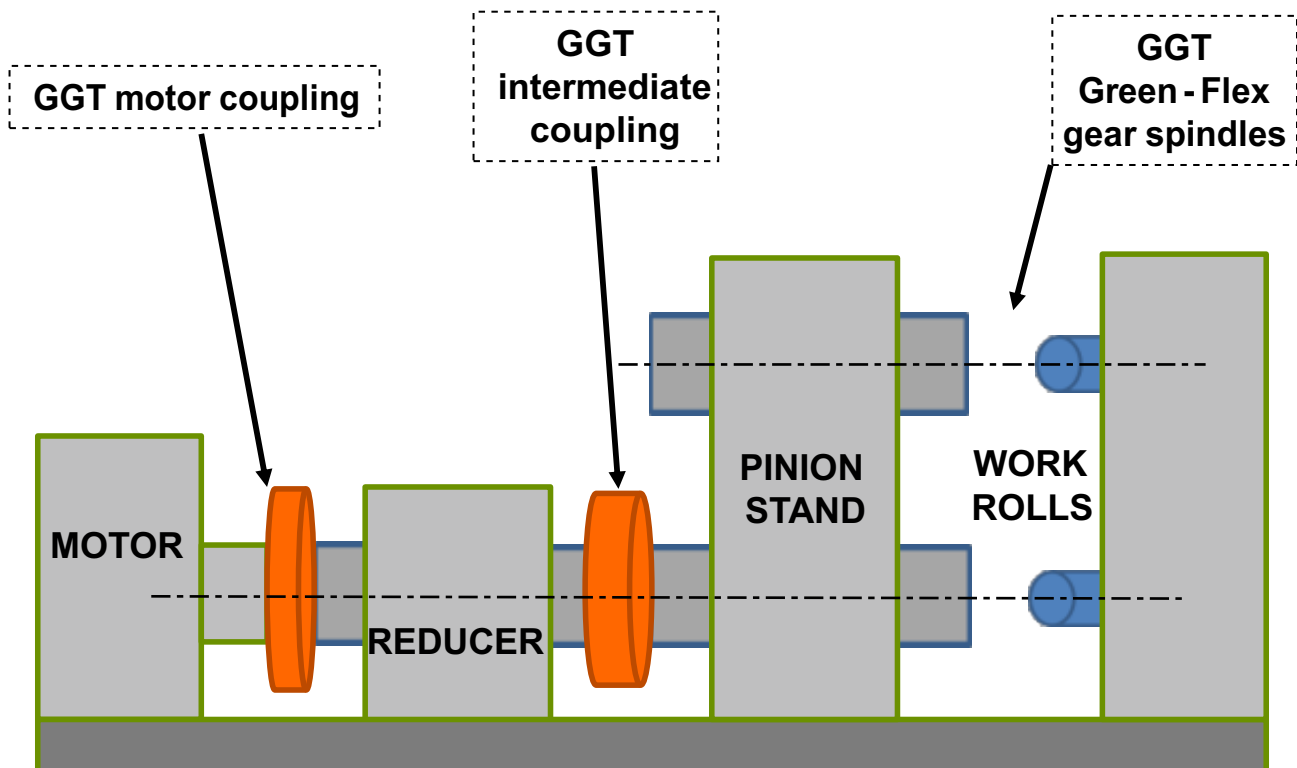 GGT motor coupling
GGT
intermediate
coupling
GGT
Green - Flex
gear spindles
MOTOR
REDUCER
PINION
STAND
WORK
ROLLS